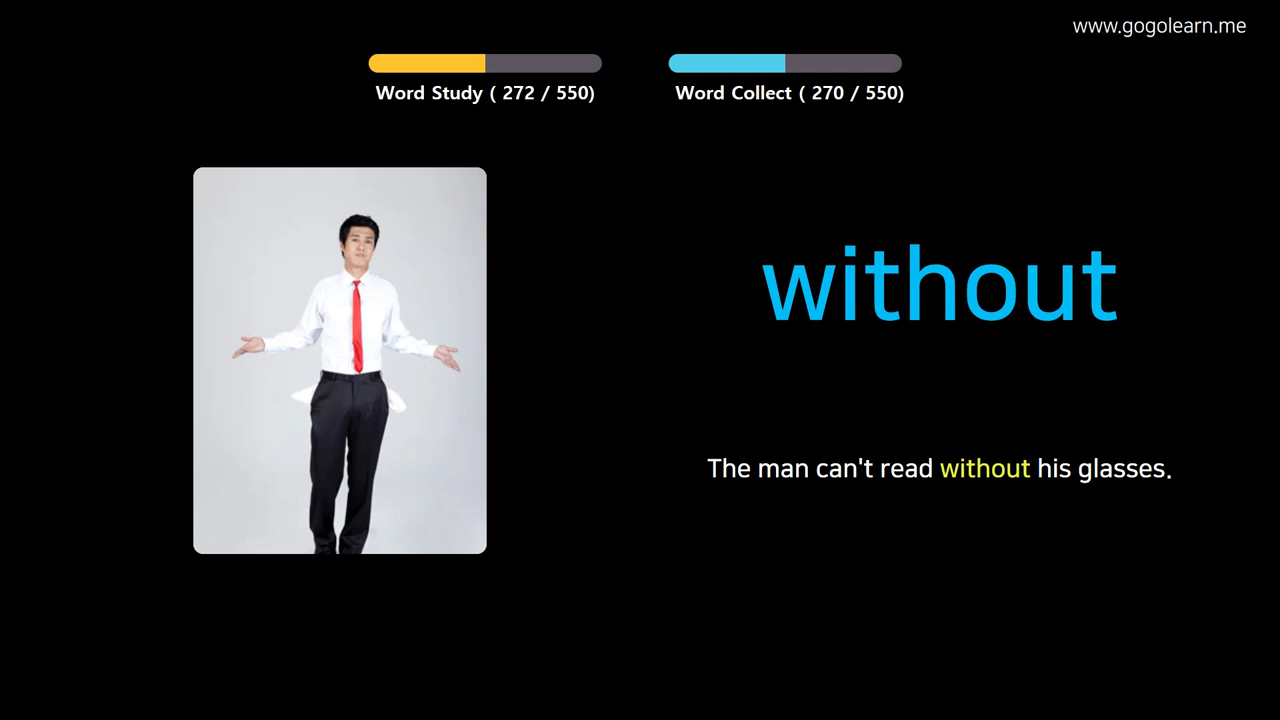 www.gogolearn.me
Word Study ( 272 / 550)
Word Collect ( 270 / 550)
without
The man can't read without his glasses.